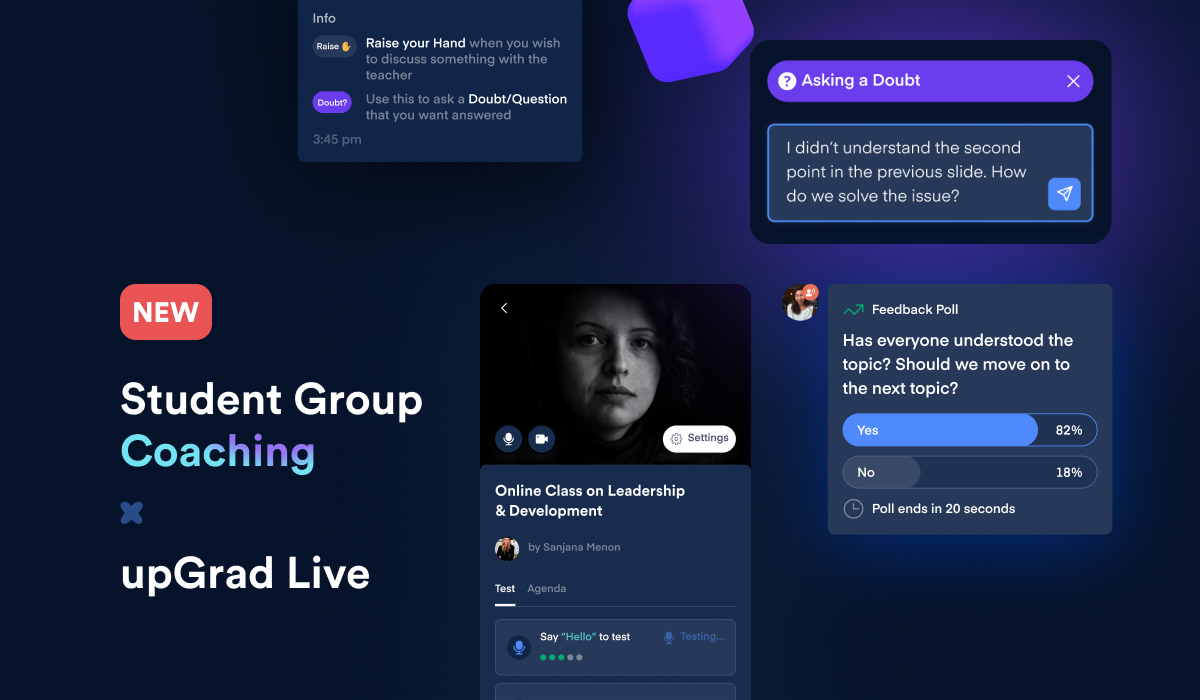 Info
Raise ✋
Raise your Hand when you wish
to discuss something with the
teacher
Doubt?
Use this to ask a Doubt/Question
that you want answered
3:45 pm
? Asking a Doubt
I didn't understand the second
point in the previous slide. How
do we solve the issue?
NEW
Student Group
Coaching
upGrad Live
Settings
Online Class on Leadership
& Development
by Sanjana Menon
Test Agenda
Say “Hello” to test
Testing...
Feedback Poll
Has everyone understood the
topic? Should we move on to
the next topic?
Yes 82%
No 18%
Poll ends in 20 seconds